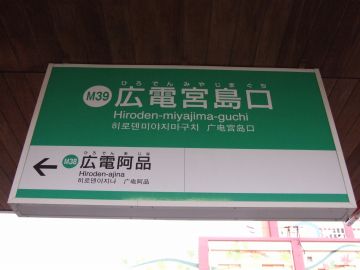 ひろでんみやじまぐち
M39 広電宮島口
Hiroden-miyajima-guchi
히로덴미야지마구치 广电宫岛口
ひろでん あじな
M38 広電阿品
Hiroden-ajina
히로덴아지나 广电阿品